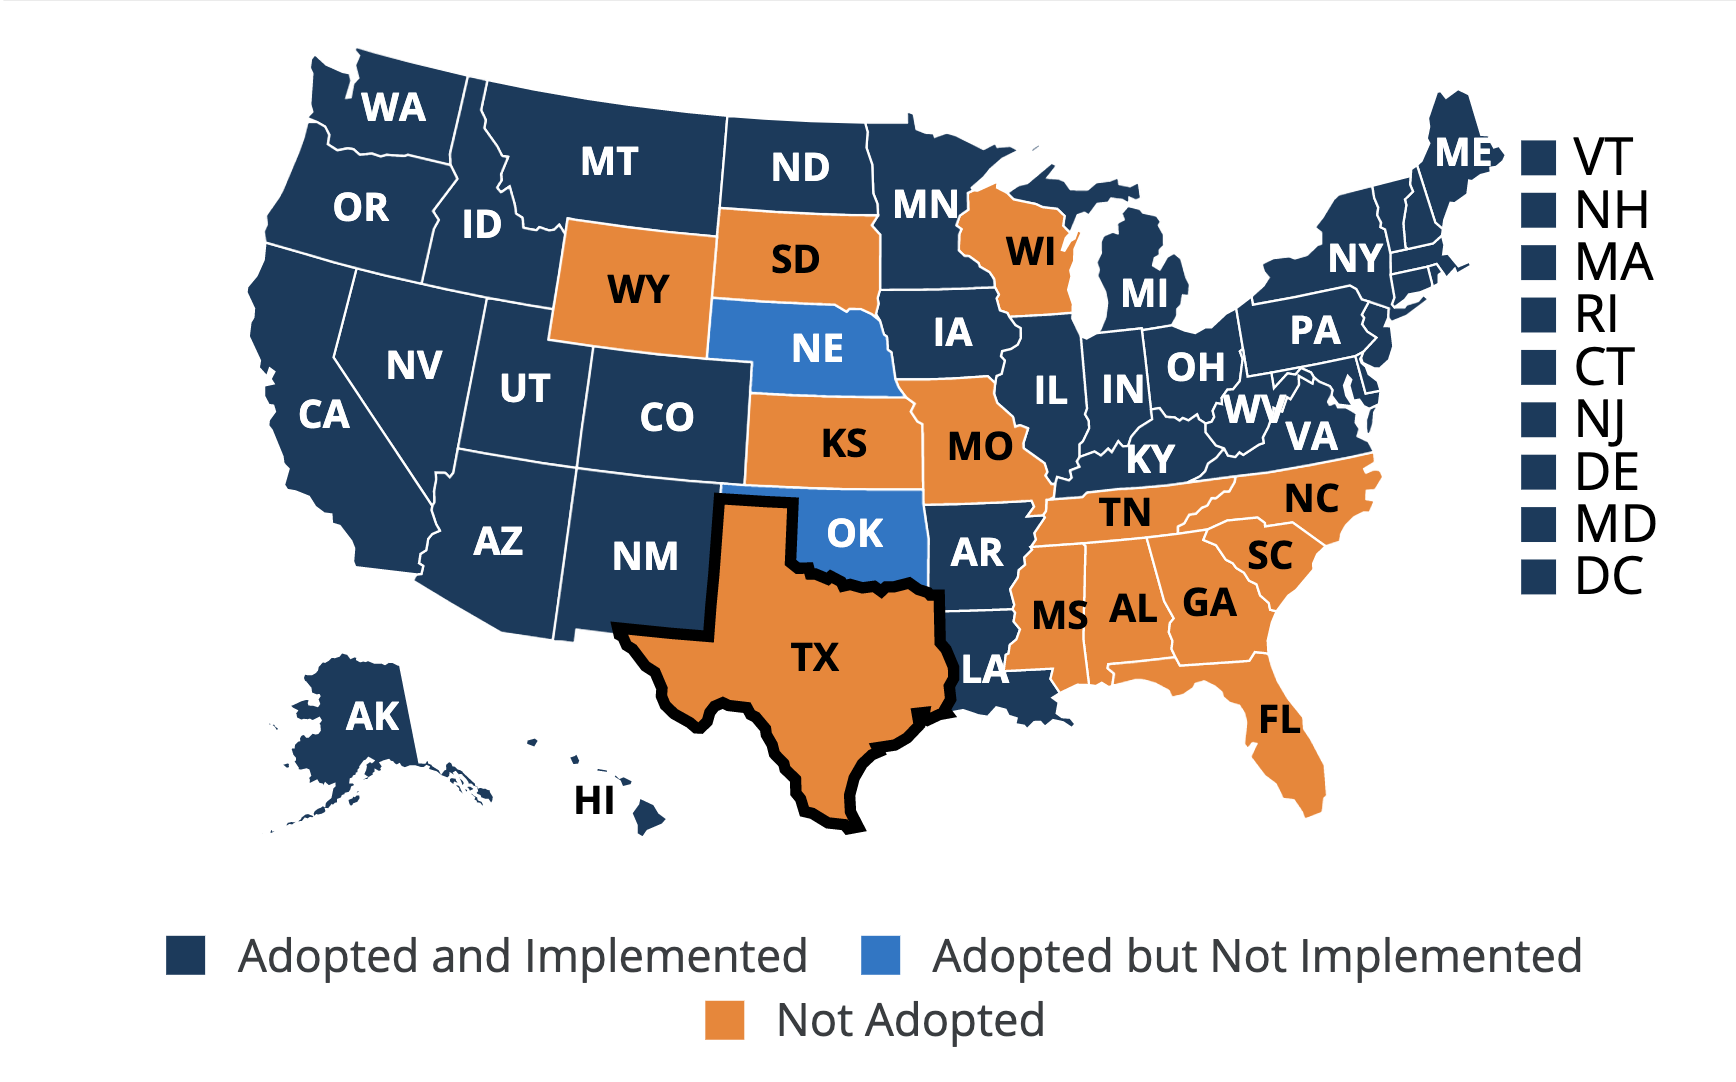 WA
MT
ND
MN
ME
VT
OR
ID
NH
SD
WI
NY
MA
WY
MI
RI
NE
IA
PA
NV
UT
OH
CT
CA
CO
IL
IN
WV
NJ
KS
MO
KY
VA
DE
TN
NC
AZ
NM
OK
AR
SC
MD
MS
AL
GA
DC
TX
LA
AK
FL
HI
Adopted and Implemented
Adopted but Not Implemented
Not Adopted